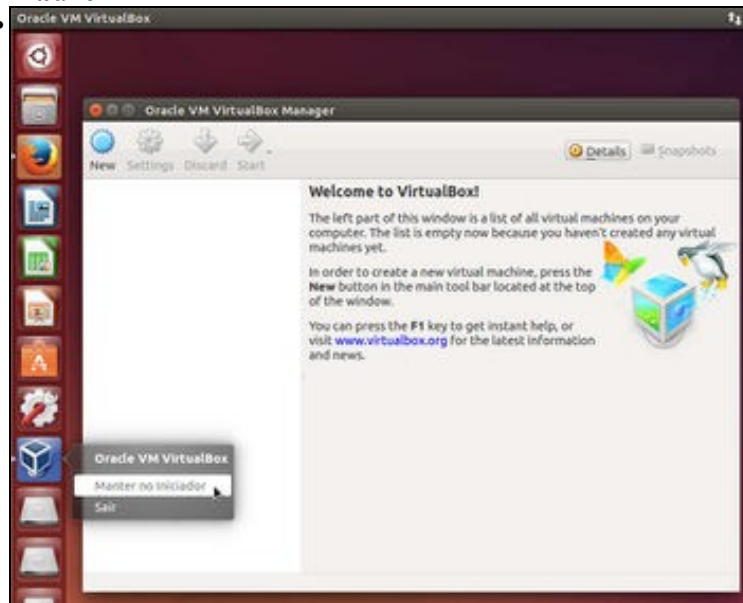 Oracle VM VirtualBox
Oracle VM VirtualBox Manager
New Settings Discard Start
Details Snapshots
Welcome to VirtualBox!
The left part of this window is a list of all virtual machines on your
computer. The list is empty now because you haven't created any virtual
machines yet.
In order to create a new virtual machine, press the
New button in the main tool bar located at the top
of the window.
You can press the F1 key to get instant help, or
visit www.virtualbox.org for the latest information
and news.
Oracle VM VirtualBox
Manter no Iniciador
Sair